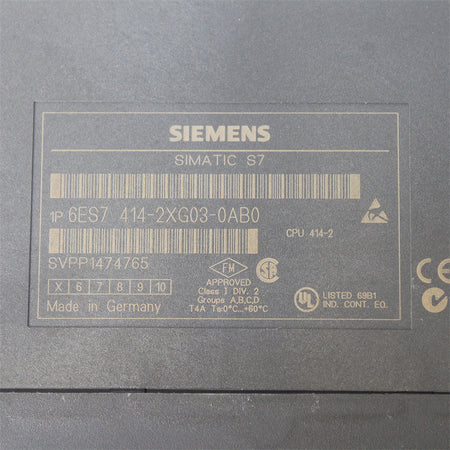 SIEMENS
SIMATIC S7
1P 6ES7 414-2XG03-0AB0
CPU 414-2
SVPP1474765
X 6 7 8 9 10
Made in Germany
FM
APPROVED
Class I DIV. 2
Groups A,B,C,D
T4A Ta:0°C...+60°C
UL LISTED 69B1
IND. CONT. EQ.
CE